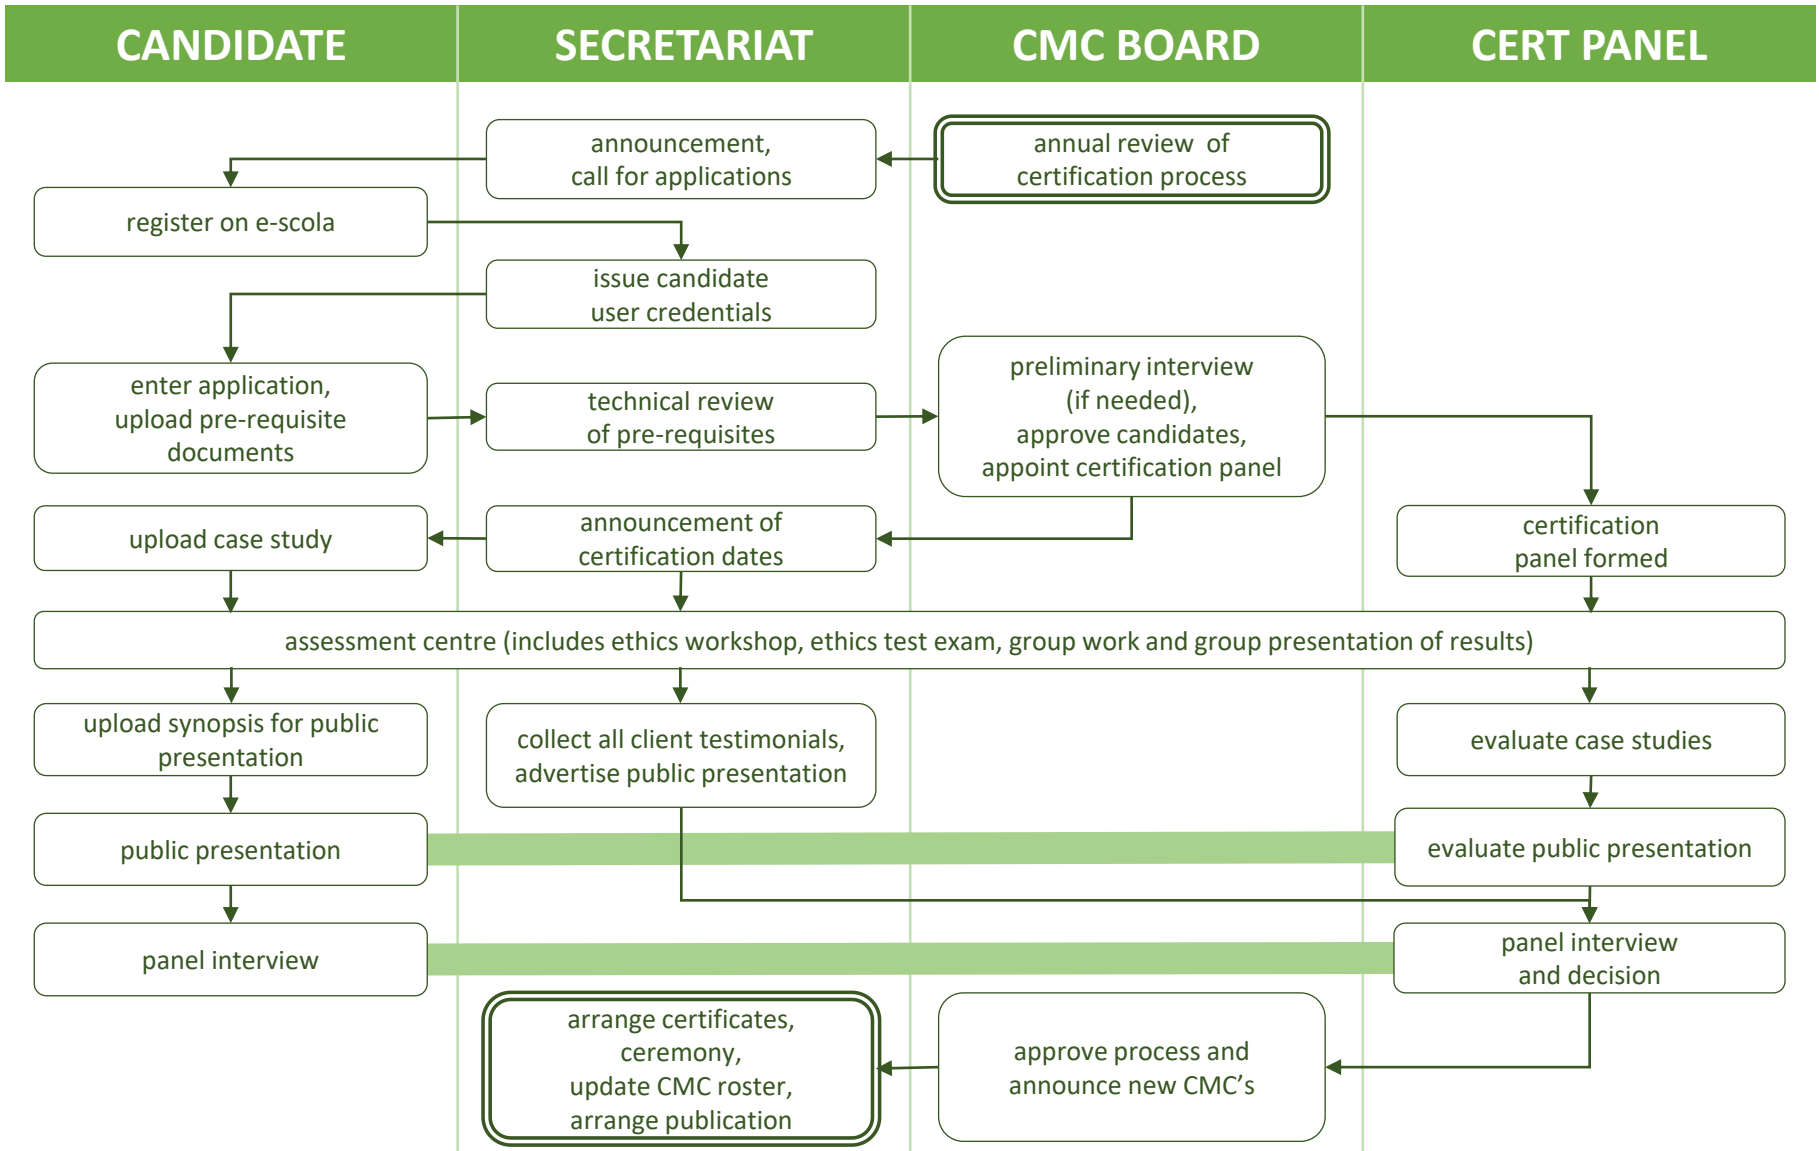 CANDIDATE
SECRETARIAT
CMC BOARD
CERT PANEL
announcement,
call for applications
annual review of
certification process
register on e-scola
issue candidate
user credentials
enter application,
upload pre-requisite
documents
technical review
of pre-requisites
preliminary interview
(if needed),
approve candidates,
appoint certification panel
upload case study
announcement of
certification dates
certification
panel formed
assessment centre (includes ethics workshop, ethics test exam, group work and group presentation of results)
upload synopsis for public
presentation
collect all client testimonials,
advertise public presentation
evaluate case studies
public presentation
evaluate public presentation
panel interview
panel interview
and decision
arrange certificates,
ceremony,
update CMC roster,
arrange publication
approve process and
announce new CMC’s